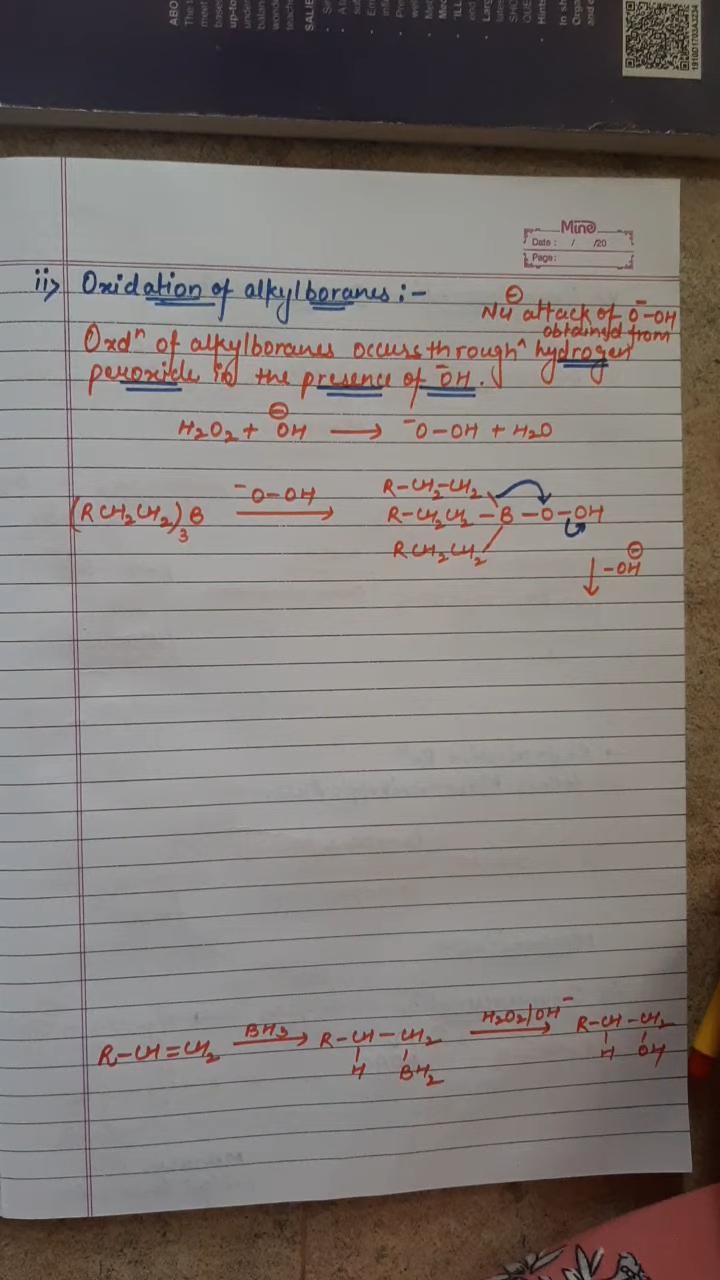 Mine
Date : / /20
Page:
ii> Oxidation of alkylboranes :-
Nu⊖ attack of ⁻O-OH
obtained from
Oxdⁿ of alkylboranes occurs through ^ hydrogen
peroxide in the presence of ⁻OH.
H₂O₂ + ⊖OH ⟶ ⁻O-OH + H₂O
(RCH₂CH₂)₃B ⁻O-OH ⟶ R-CH₂-CH₂
R-CH₂CH₂-B-O-OH
RCH₂CH₂
↓ -OH⊖
R-CH=CH₂ BH₃ ⟶ R-CH-CH₂ H₂O₂/OH⁻ ⟶ R-CH-CH₂
H BH₂ H OH
1910D1703A3234